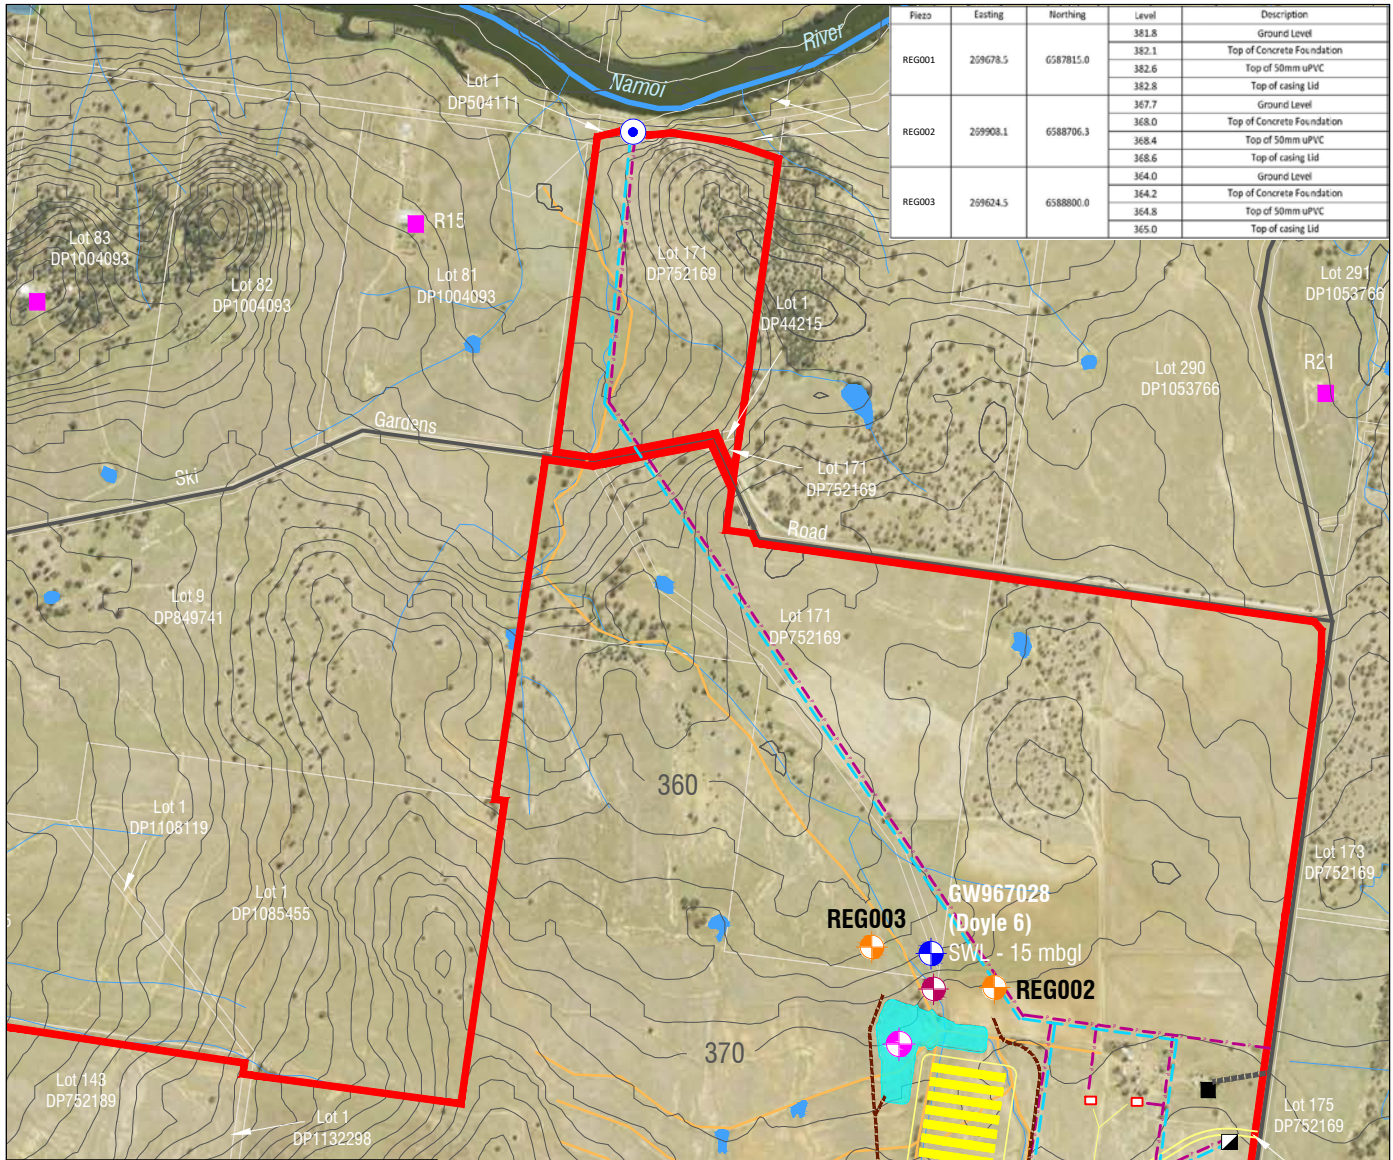 Piezo Easting Northing Level Description
REG001 269678.5 6587815.0
381.8 Ground Level
382.1 Top of Concrete Foundation
382.6 Top of 50mm uPVC
382.8 Top of casing Lid
REG002 269908.1 6588706.3
367.7 Ground Level
368.0 Top of Concrete Foundation
368.4 Top of 50mm uPVC
368.6 Top of casing Lid
REG003 269624.5 6588800.0
364.0 Ground Level
364.2 Top of Concrete Foundation
364.8 Top of 50mm uPVC
365.0 Top of casing Lid
Namoi River
Lot 1
DP504111
R15
Lot 83
DP1004093
Lot 82
DP1004093
Lot 81
DP1004093
Lot 171
DP752169
Lot 1
DP44215
Lot 291
DP1053766
Lot 290
DP1053766
R21
Ski Gardens Road
Lot 171
DP752169
Lot 9
DP849741
Lot 171
DP752169
360
Lot 1
DP1108119
Lot 1
DP1085455
5
Lot 173
DP752169
GW967028
(Doyle 6)
SWL - 15 mbgl
REG003
REG002
370
Lot 143
DP752189
Lot 1
DP1132298
Lot 175
DP752169